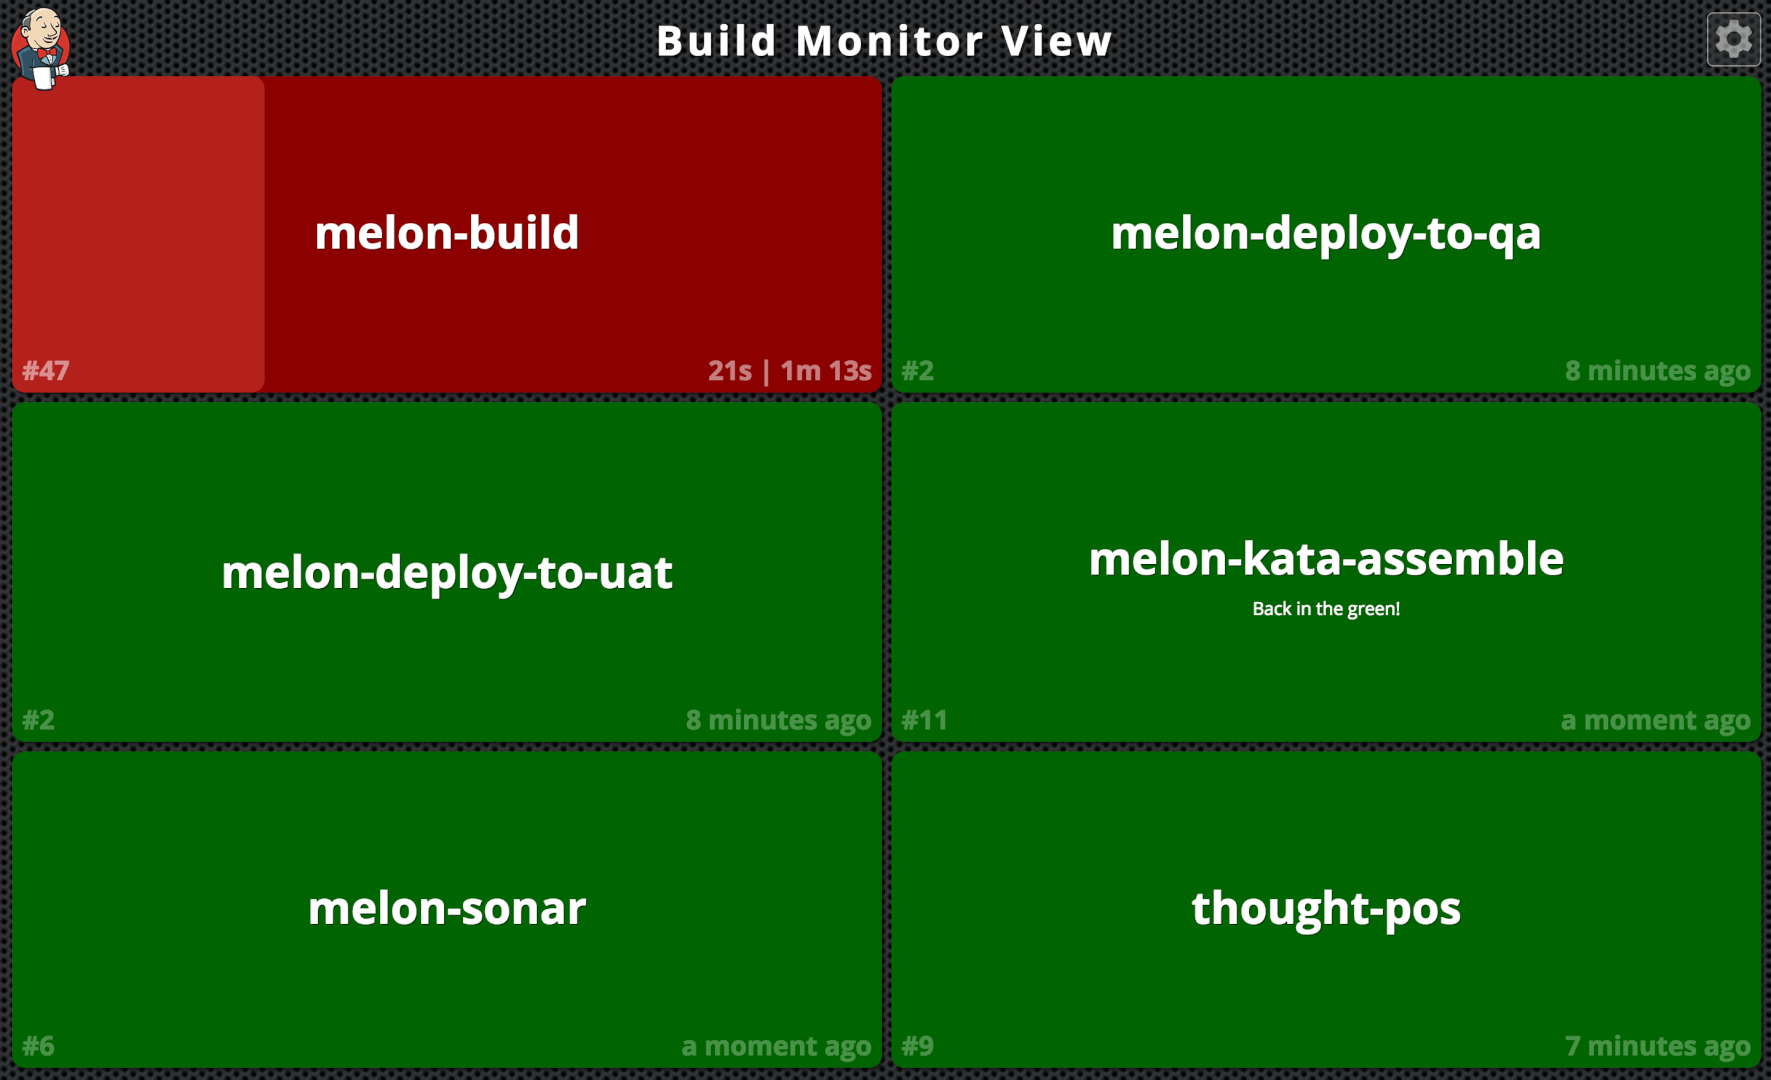 Build Monitor View
melon-build
#47
21s | 1m 13s
melon-deploy-to-qa
#2
8 minutes ago
melon-deploy-to-uat
#2
8 minutes ago
melon-kata-assemble
Back in the green!
#11
a moment ago
melon-sonar
#6
a moment ago
thought-pos
#9
7 minutes ago